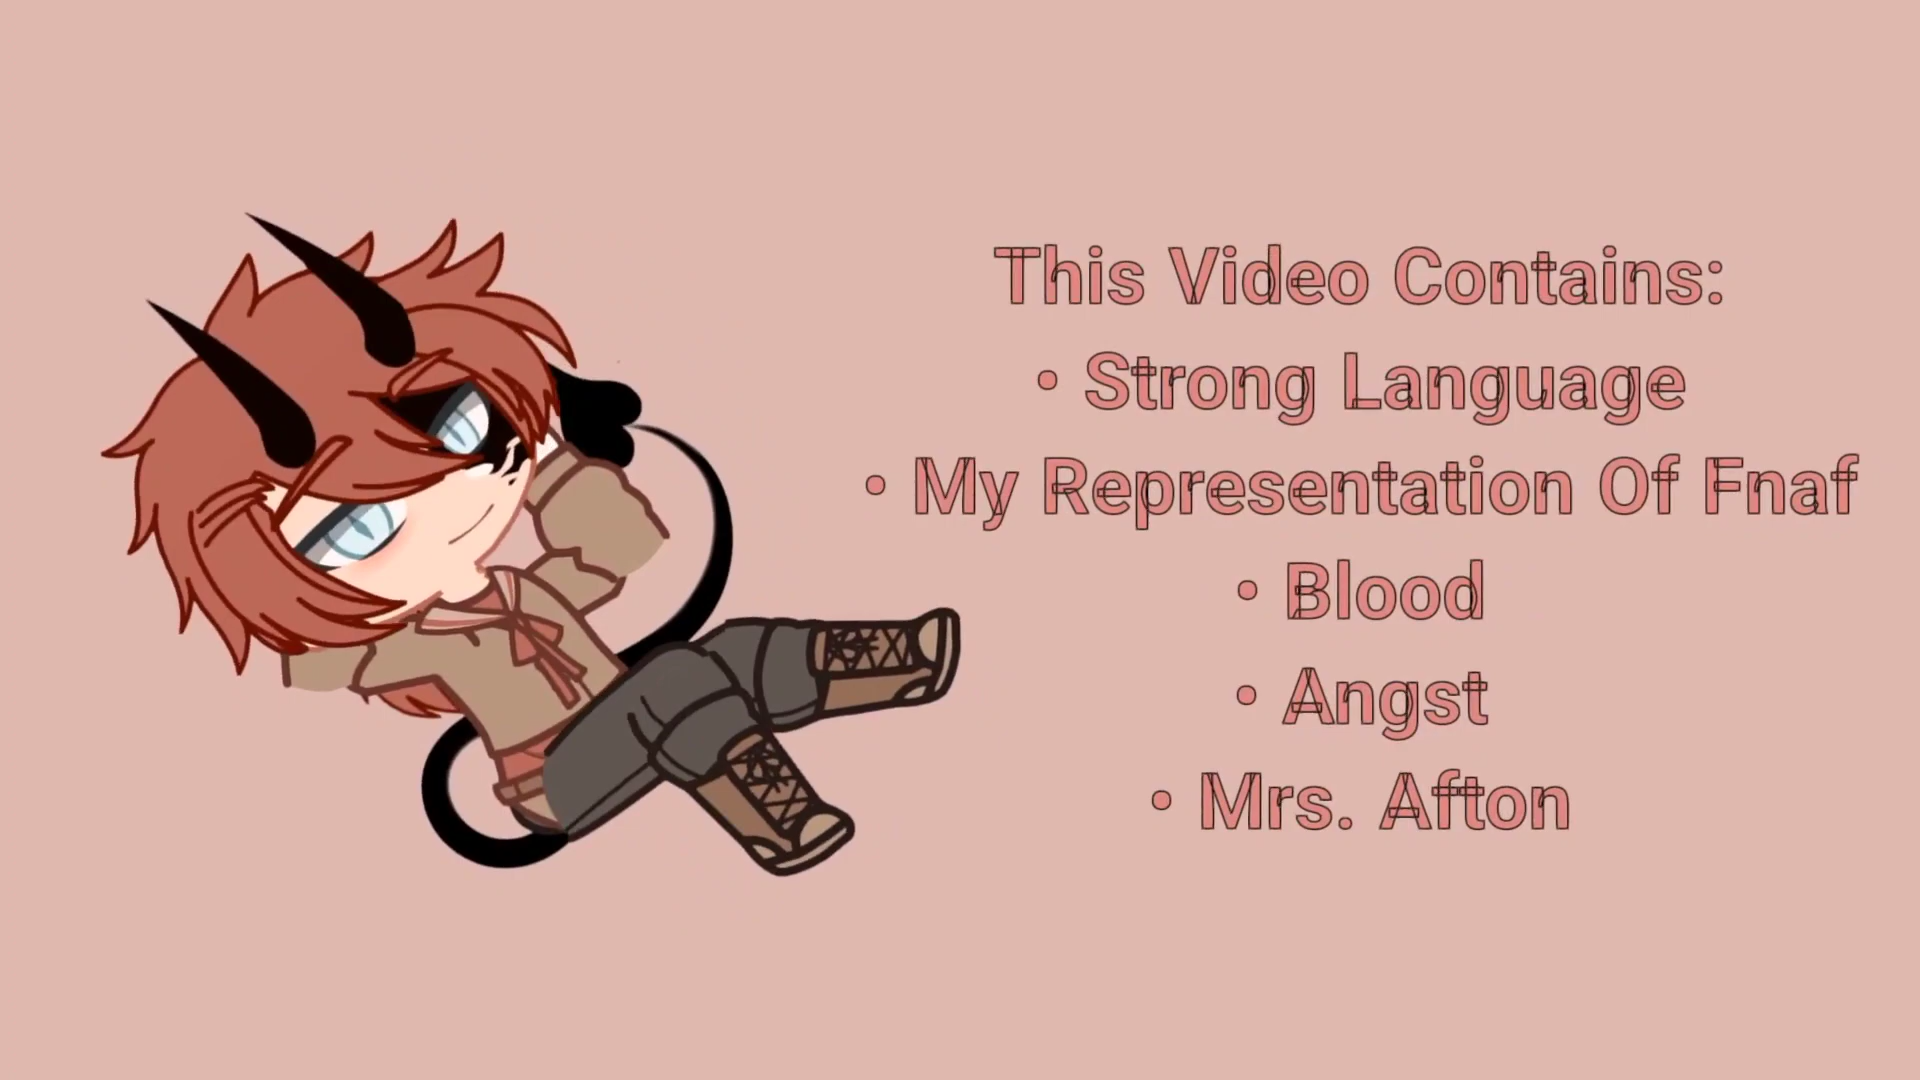 This Video Contains:
• Strong Language
• My Representation Of Fnaf
• Blood
• Angst
• Mrs. Afton